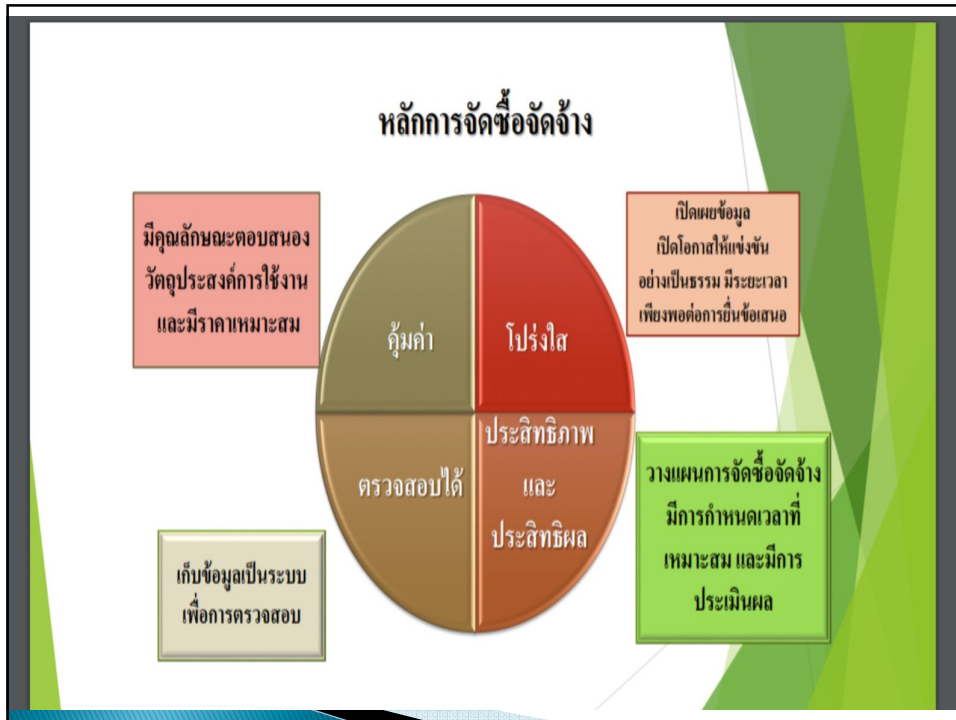 หลักการจัดซื้อจัดจ้าง
มีคุณลักษณะตอบสนอง
วัตถุประสงค์การใช้งาน
และมีราคาเหมาะสม
คุ้มค่า
โปร่งใส
เปิดเผยข้อมูล
เปิดโอกาสให้แข่งขัน
อย่างเป็นธรรม มีระยะเวลา
เพียงพอต่อการยื่นข้อเสนอ
ตรวจสอบได้
ประสิทธิภาพ
และ
ประสิทธิผล
เก็บข้อมูลเป็นระบบ
เพื่อการตรวจสอบ
วางแผนการจัดซื้อจัดจ้าง
มีการกำหนดเวลาที่
เหมาะสม และมีการ
ประเมินผล